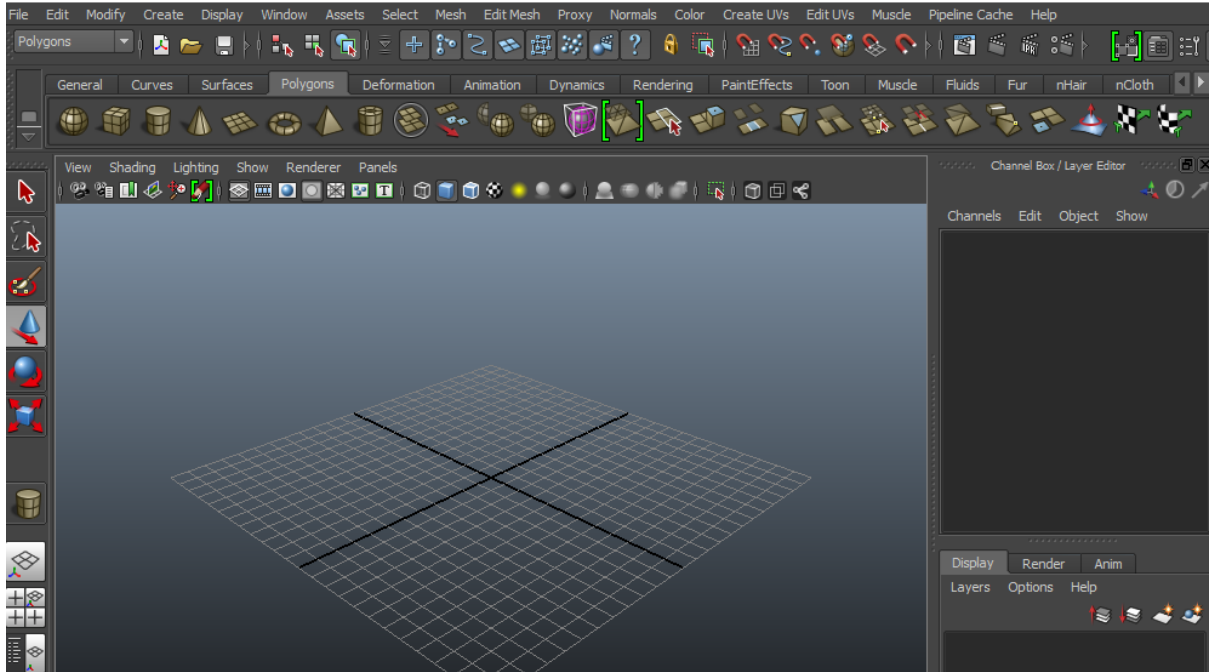 File Edit Modify Create Display Window Assets Select Mesh Edit Mesh Proxy Normals Color Create UVs Edit UVs Muscle Pipeline Cache Help
Polygons
IPR
General Curves Surfaces Polygons Deformation Animation Dynamics Rendering PaintEffects Toon Muscle Fluids Fur nHair nCloth
View Shading Lighting Show Renderer Panels
Channel Box / Layer Editor
Channels Edit Object Show
Display Render Anim
Layers Options Help